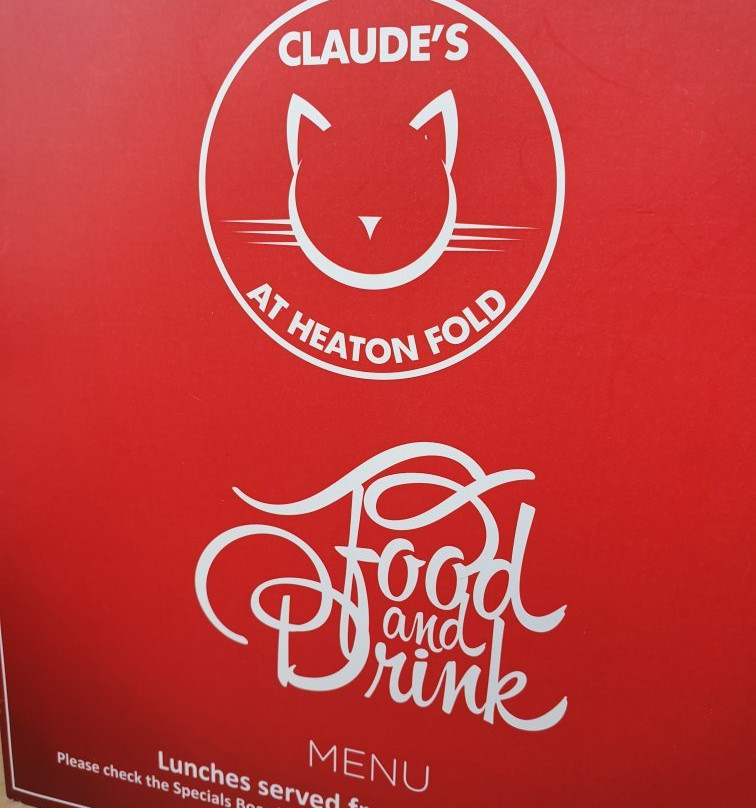 CLAUDE'S
AT HEATON FOLD
Food
and
Drink
MENU
Lunches served
Please check the Specials